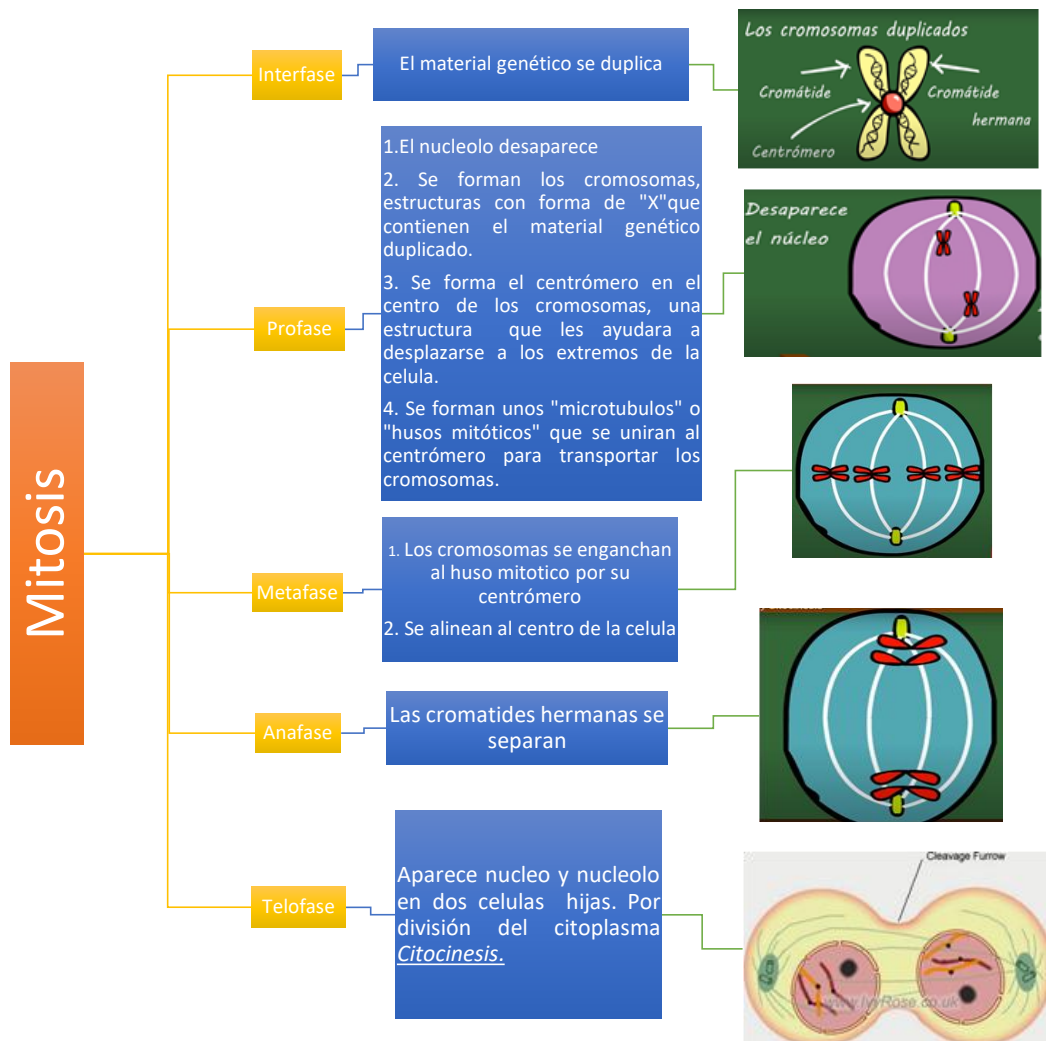 Mitosis
Interfase
El material genético se duplica
Los cromosomas duplicados
Cromátide
Cromátide
hermana
Centrómero
Profase
1.El nucleolo desaparece
2. Se forman los cromosomas,
estructuras con forma de "X"que
contienen el material genético
duplicado.
3. Se forma el centrómero en el
centro de los cromosomas, una
estructura que les ayudara a
desplazarse a los extremos de la
celula.
4. Se forman unos "microtubulos" o
"husos mitóticos" que se uniran al
centrómero para transportar los
cromosomas.
Desaparece
el núcleo
Metafase
1. Los cromosomas se enganchan
al huso mitotico por su
centrómero
2. Se alinean al centro de la celula
Anafase
Las cromatides hermanas se
separan
Telofase
Aparece nucleo y nucleolo
en dos celulas hijas. Por
división del citoplasma
Citocinesis.
Cleavage Furrow
www.IvyRose.co.uk